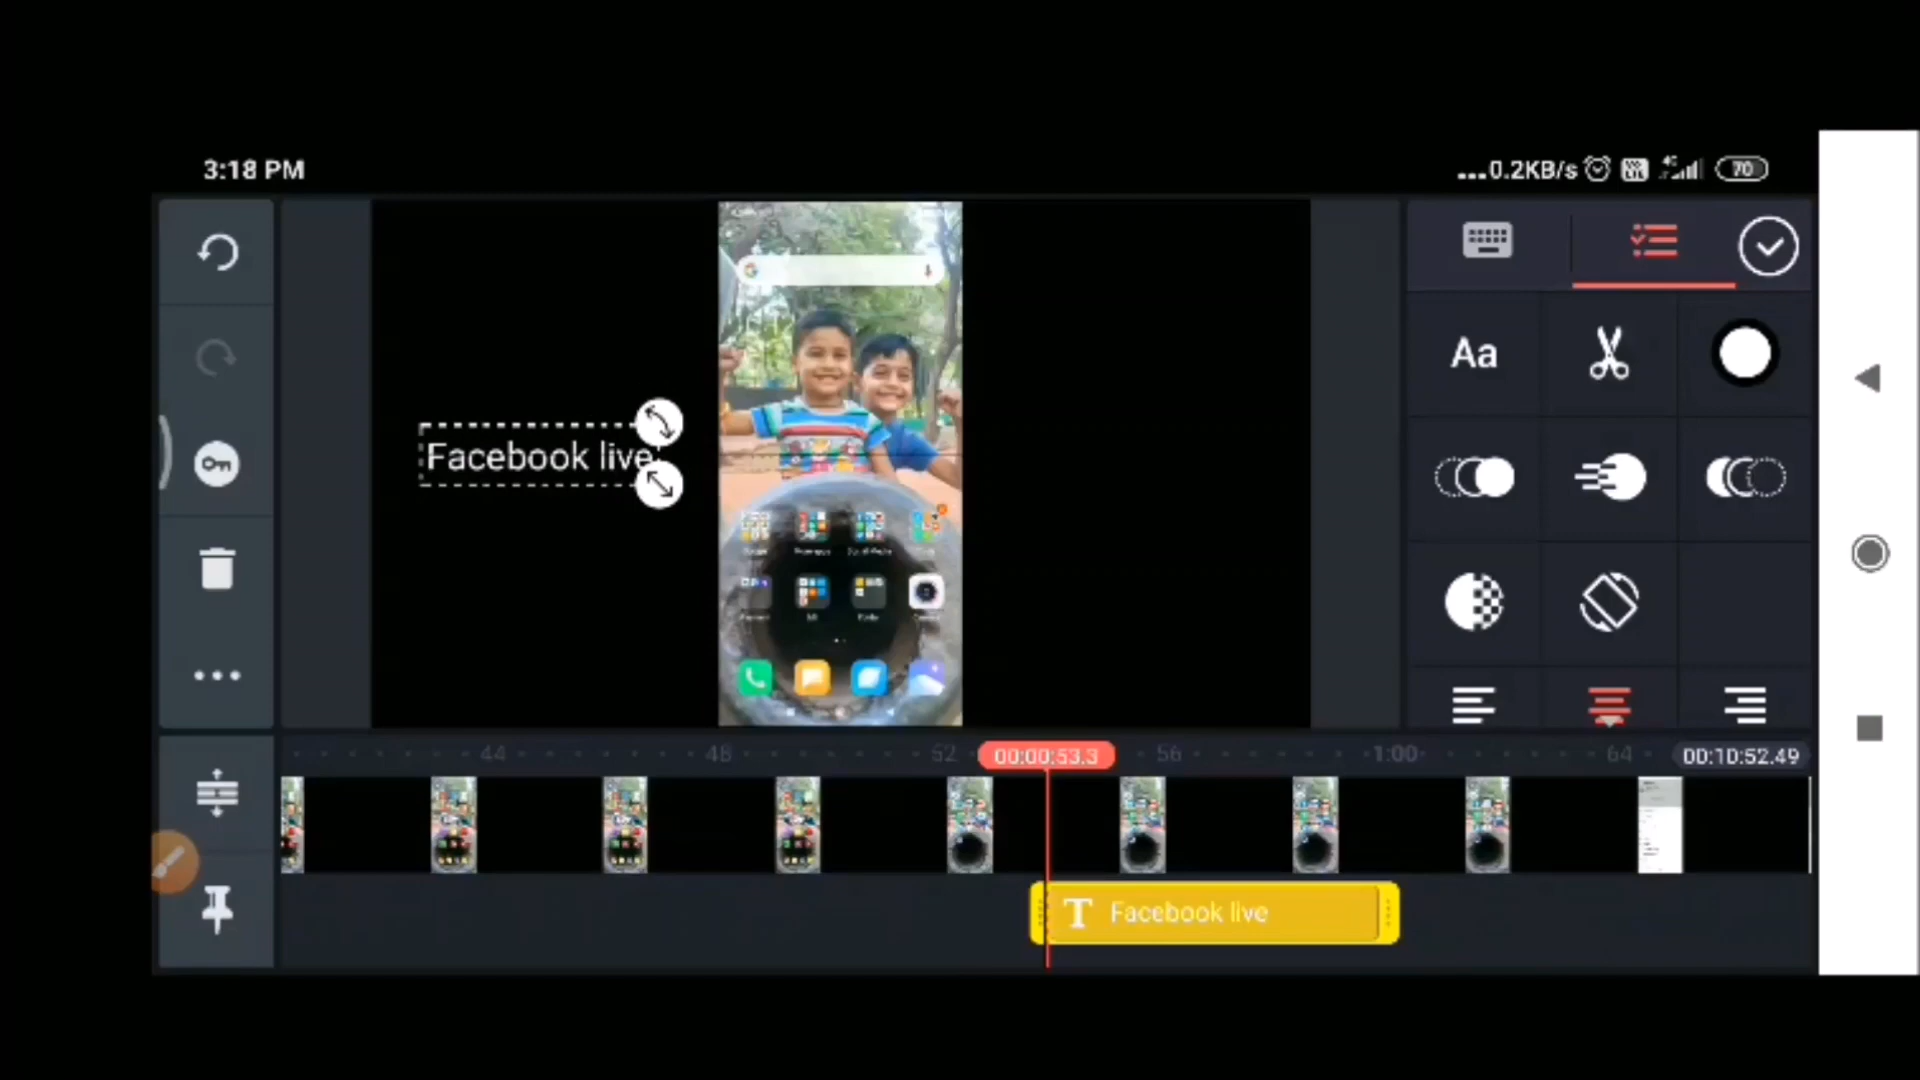 3:18 PM
...0.2KB/s 4G 70
Facebook live
Aa
44 48 52 00:00:53.3 56 1:00 64 00:10:52.49
T Facebook live